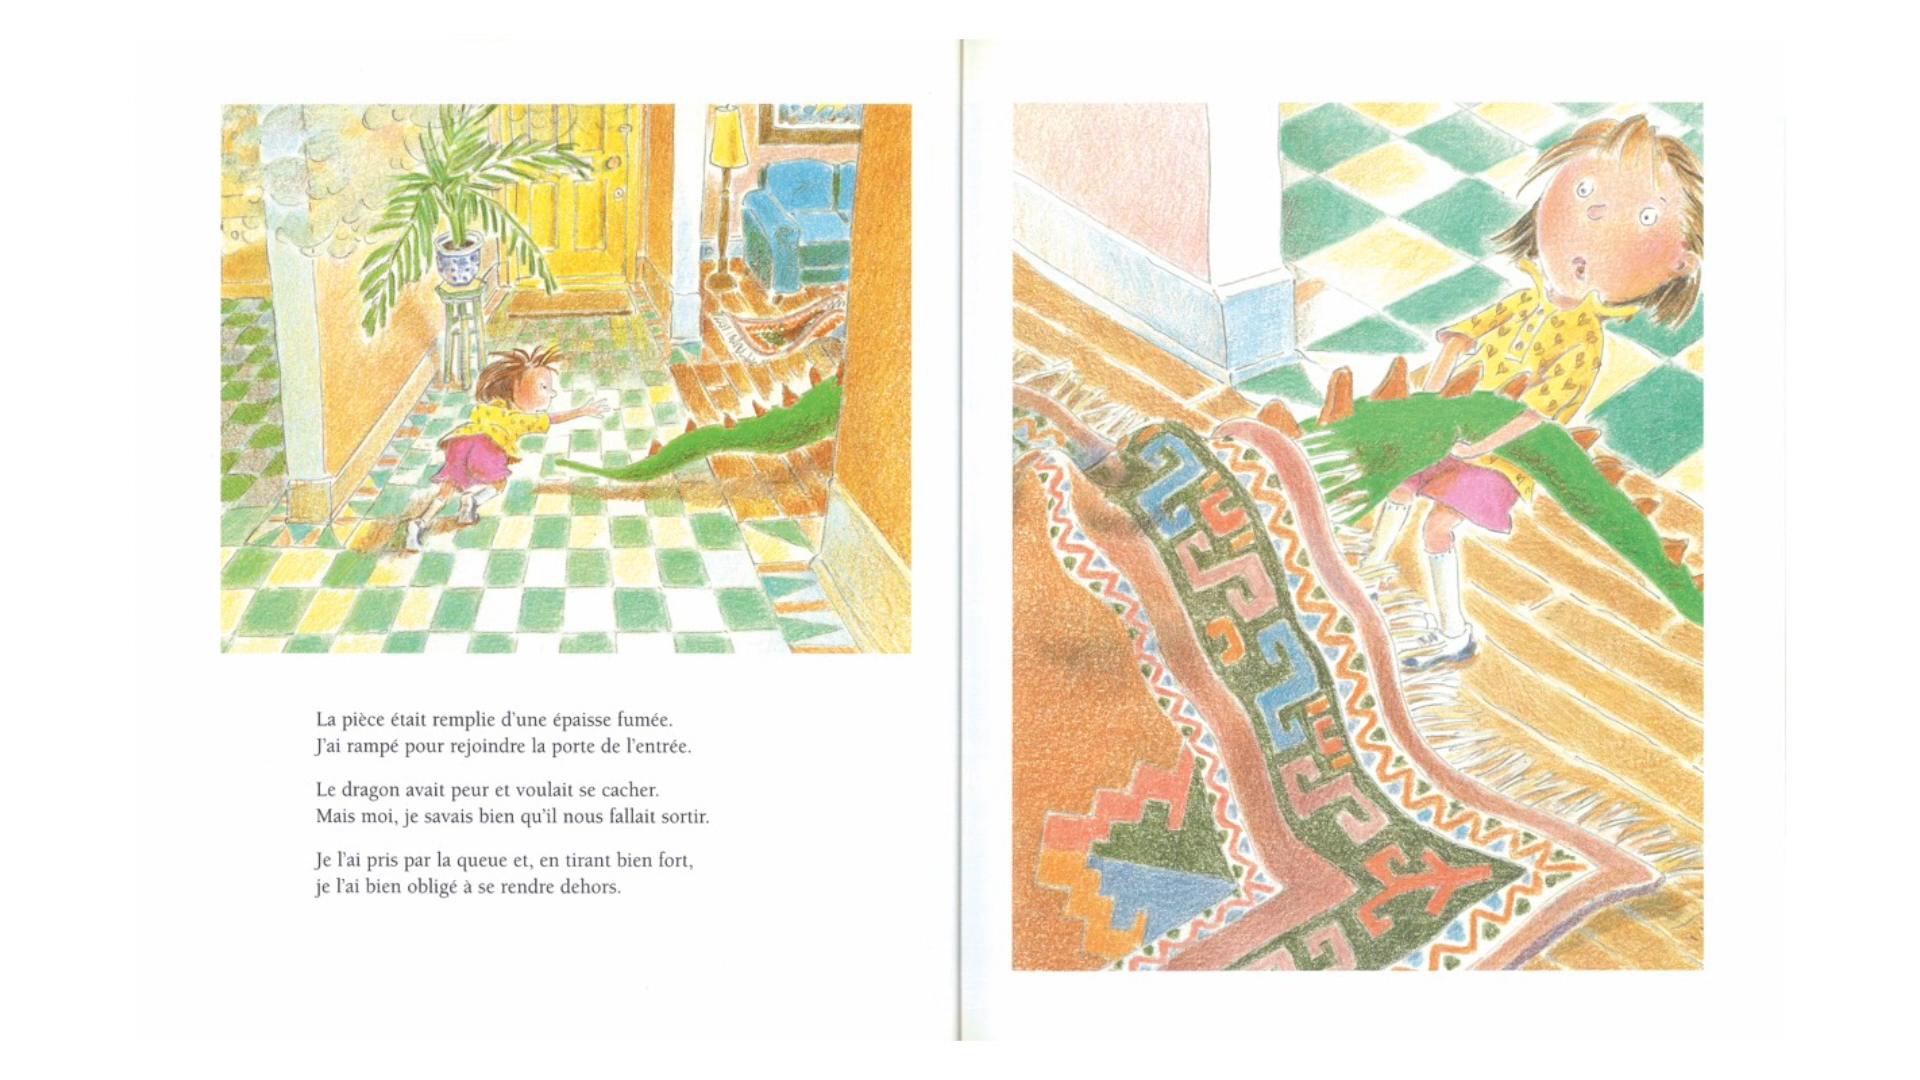 La pièce était remplie d'une épaisse fumée.
J'ai rampé pour rejoindre la porte de l'entrée.
Le dragon avait peur et voulait se cacher.
Mais moi, je savais bien qu'il nous fallait sortir.
Je l'ai pris par la queue et, en tirant bien fort,
je l'ai bien obligé à se rendre dehors.